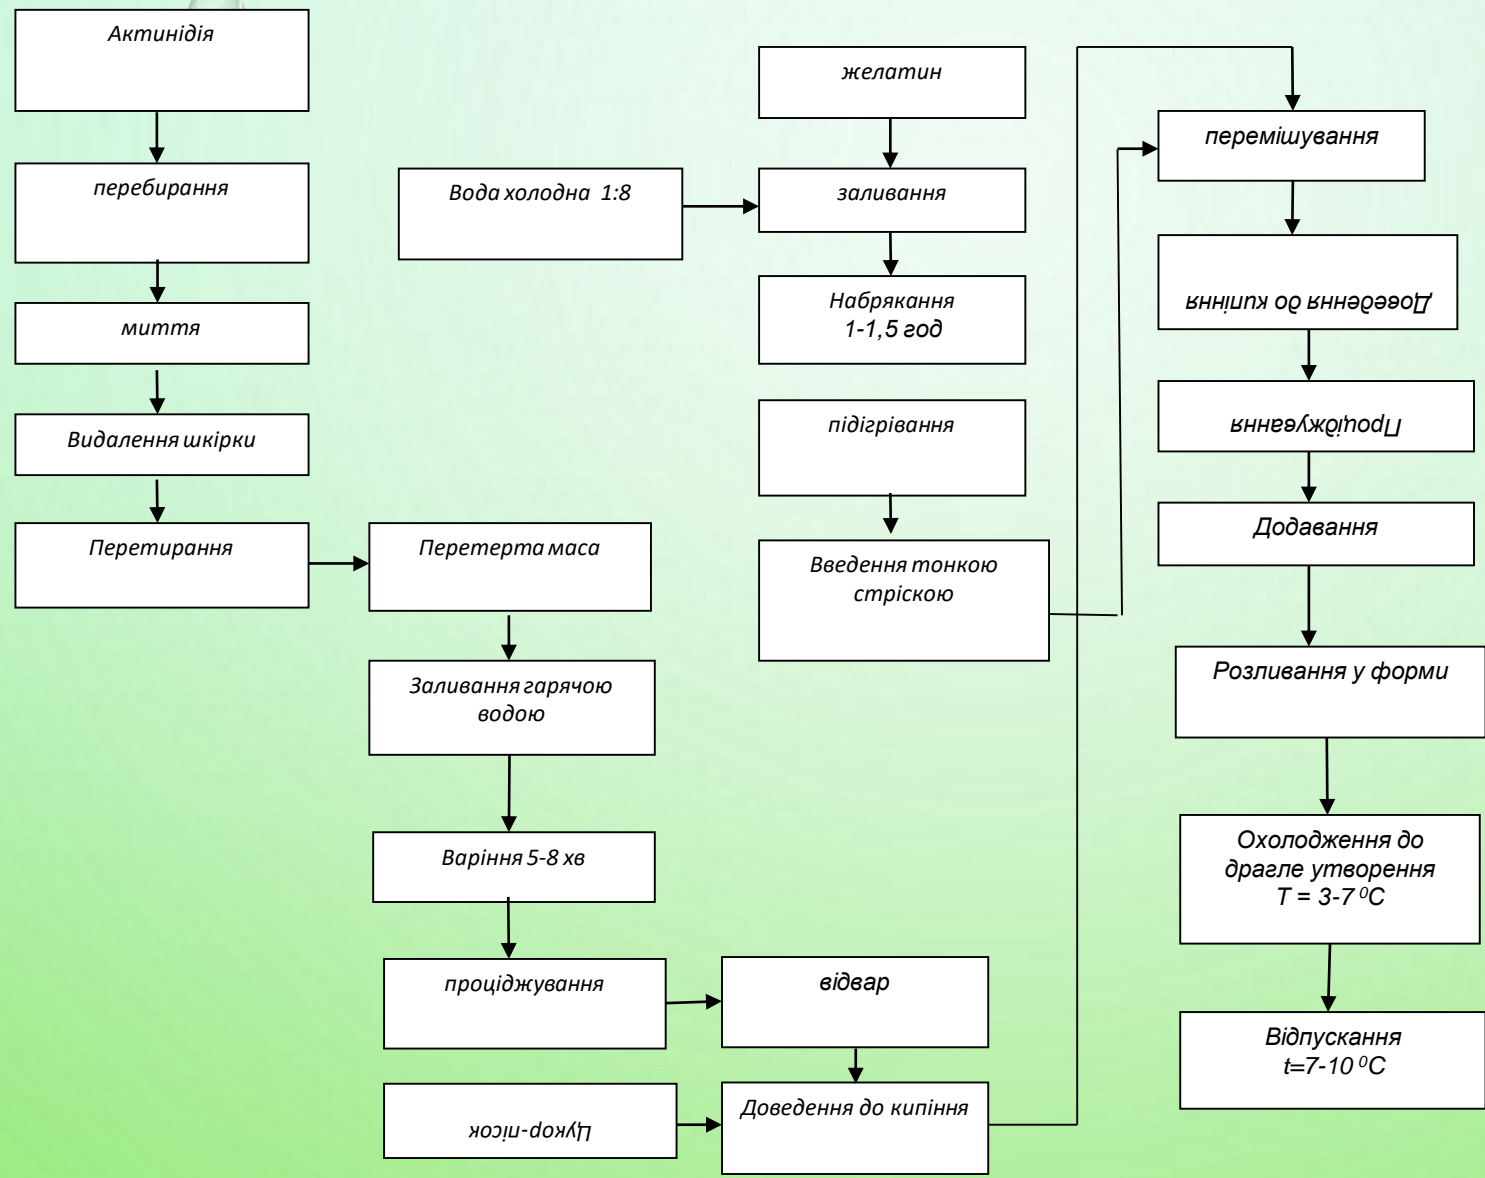 Актинідія
перебирання
миття
Видалення шкірки
Перетирання
Перетерта маса
Заливання гарячою
водою
Варіння 5-8 хв
проціджування
відвар
Цукор-пісок
Доведення до кипіння
желатин
Вода холодна 1:8
заливання
Набрякання
1-1,5 год
підігрівання
Введення тонкою
стріскою
перемішування
Доведення до кипіння
Проціджування
Додавання
Розливання у форми
Охолодження до
драгле утворення
T = 3-7 ⁰C
Відпускання
t=7-10 ⁰C